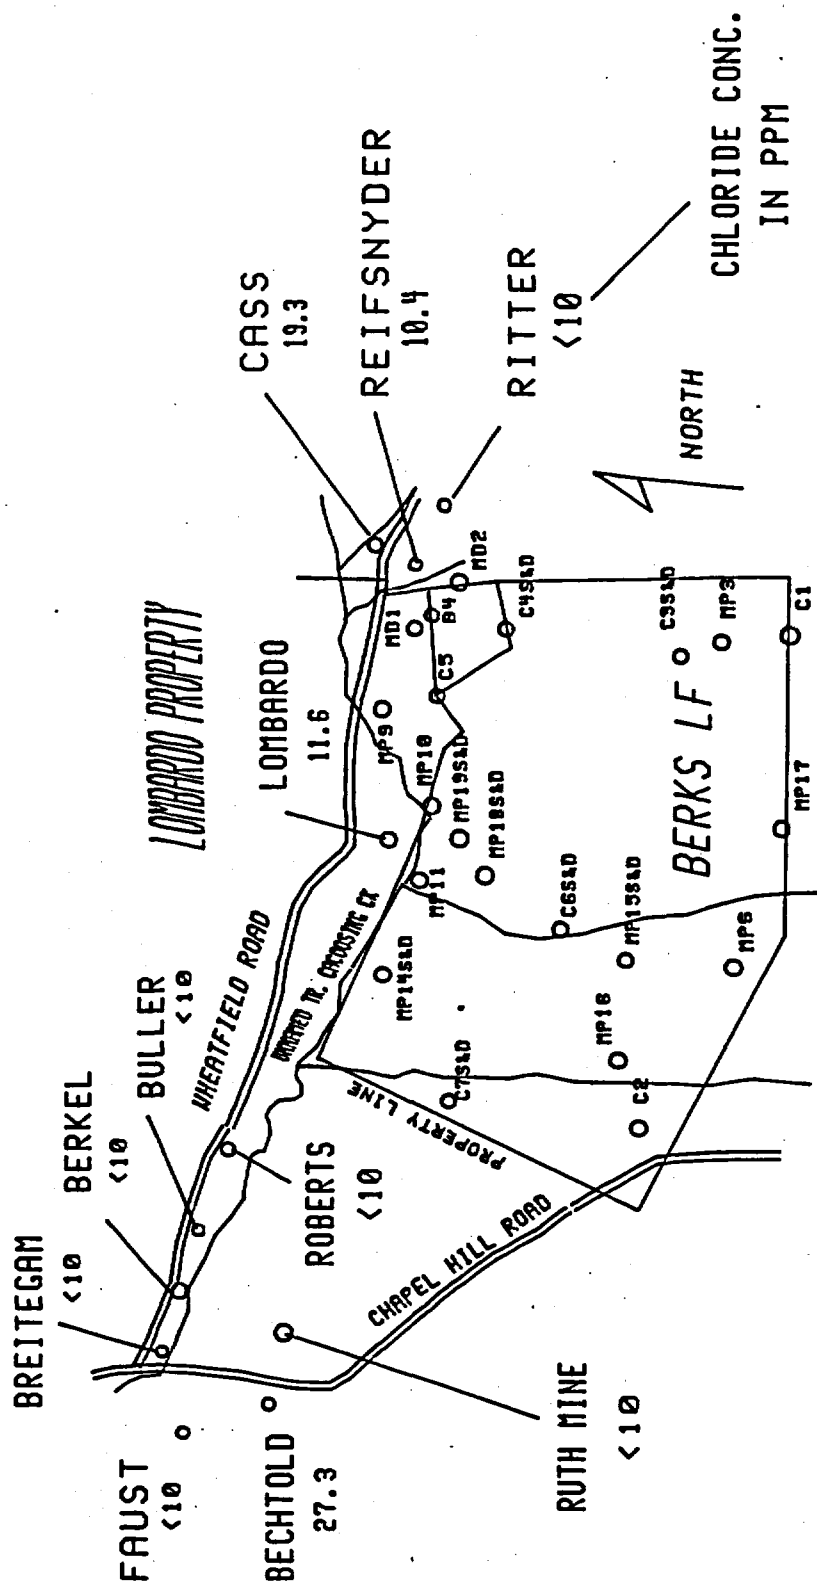 FAUST
<10
BREITEGAM
<10
BERKEL
<10
BULLER
<10
BECHTOLD
27.3
RUTH MINE
<10
ROBERTS
<10
WHEATFIELD ROAD
CHAPEL HILL ROAD
PROPERTY LINE
LOMBARDO PROPERTY
LOMBARDO
11.6
CASS
19.3
REIFSNYDER
10.4
RITTER
<10
CHLORIDE CONC.
IN PPM
NORTH
BERKS LF
MP14S&D
MP11
MP10
MP19S&D
MP18S&D
MP9
MD1
B4
C5
MD2
C4S&D
C7S&D
C2
MP16
C6S&D
MP15S&D
MP6
MP17
C9S&D
MP3
C1